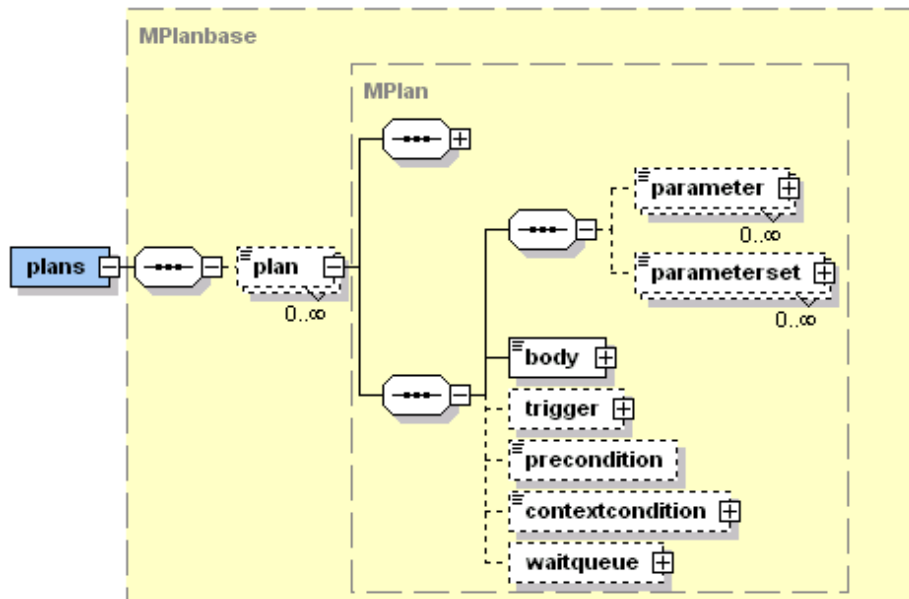 MPlanbase
MPlan
parameter
0..∞
plans
plan
0..∞
parameterset
0..∞
body
trigger
precondition
contextcondition
waitqueue